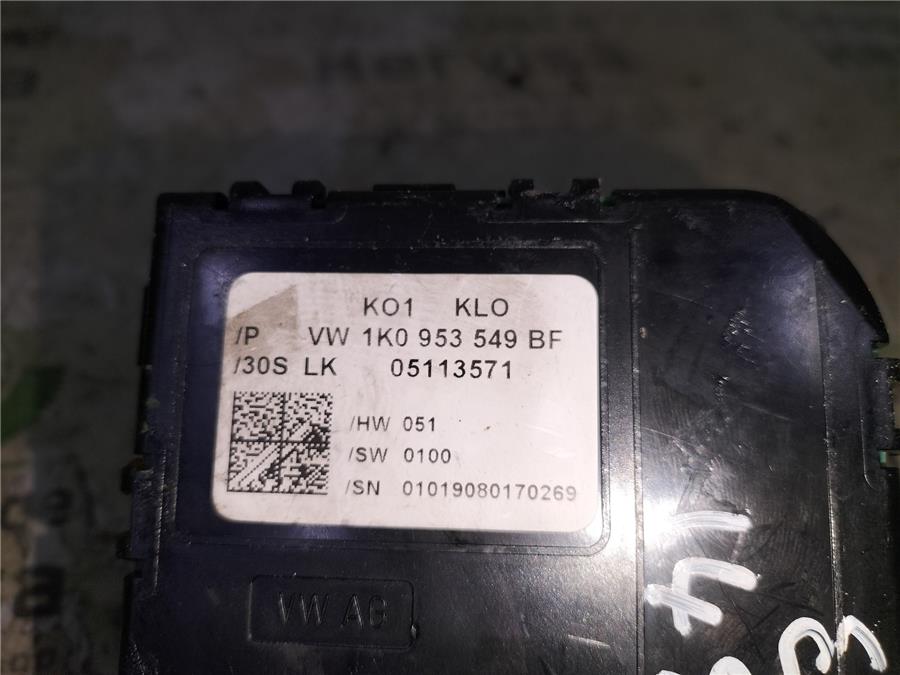 KO1 KLO
/P VW 1K0 953 549 BF
/30S LK 05113571
/HW 051
/SW 0100
/SN 01019080170269
VW AG